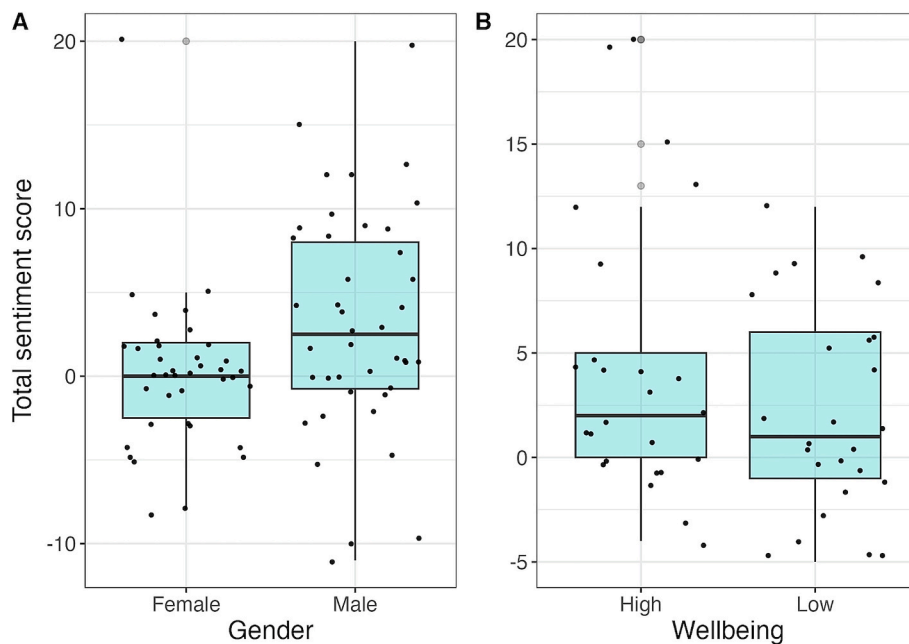 A
Total sentiment score
20
10
0
-10
Female
Male
Gender
B
20
15
10
5
0
-5
High
Low
Wellbeing